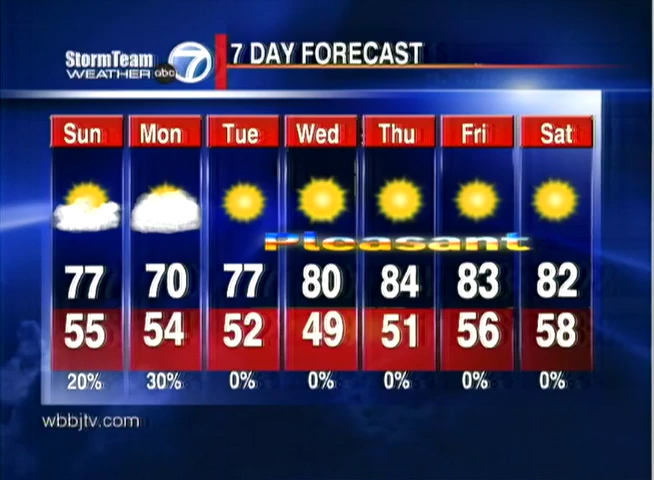 StormTeam
WEATHER abc 7
7 DAY FORECAST
Sun Mon Tue Wed Thu Fri Sat
Pleasant
77 70 77 80 84 83 82
55 54 52 49 51 56 58
20% 30% 0% 0% 0% 0% 0%
wbbjtv.com